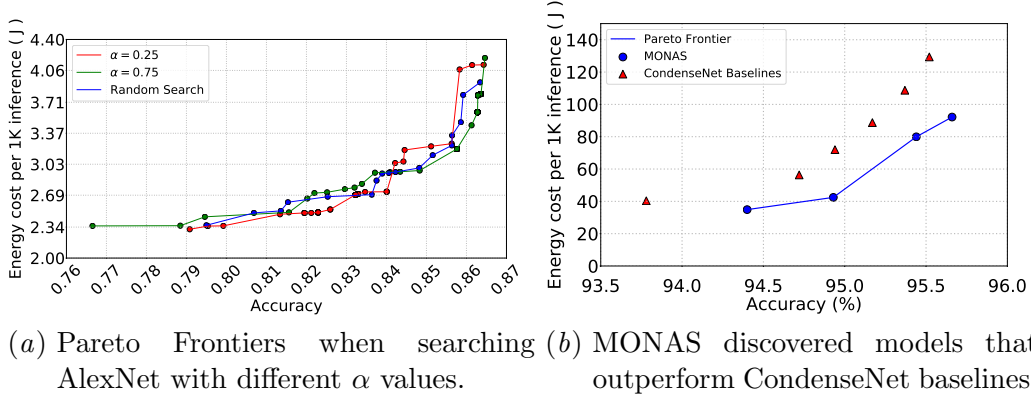 4.40
4.06
3.71
3.37
3.03
2.69
2.34
2.00
Energy cost per 1K inference ( J )
α = 0.25
α = 0.75
Random Search
0.76 0.77 0.78 0.79 0.80 0.81 0.82 0.83 0.84 0.85 0.86 0.87
Accuracy
(a) Pareto Frontiers when searching
AlexNet with different α values.
140
120
100
80
60
40
20
0
Energy cost per 1K inference ( J )
Pareto Frontier
MONAS
CondenseNet Baselines
93.5 94.0 94.5 95.0 95.5 96.0
Accuracy (%)
(b) MONAS discovered models that
outperform CondenseNet baselines